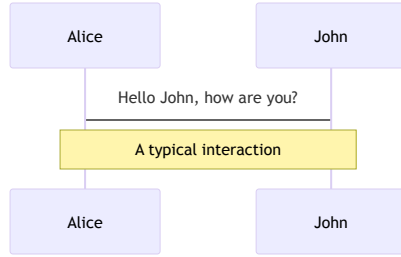 Alice
John
Hello John, how are you?
A typical interaction
Alice
John